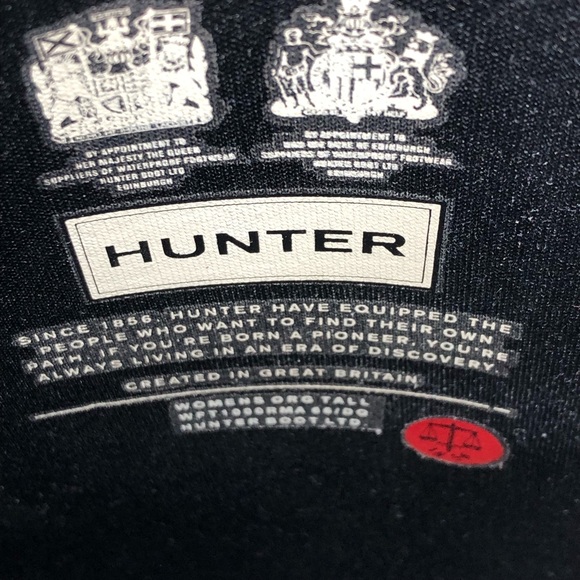 BY APPOINTMENT TO
HER MAJESTY THE QUEEN
SUPPLIERS OF WATERPROOF FOOTWEAR
HUNTER BOOT LTD
EDINBURGH
BY APPOINTMENT TO
HRH THE DUKE OF EDINBURGH
SUPPLIERS OF WATERPROOF FOOTWEAR
HUNTER BOOT LTD
EDINBURGH
HUNTER
SINCE 1856, HUNTER HAVE EQUIPPED THE
PEOPLE WHO WANT TO FIND THEIR OWN
PATH. IF YOU'RE BORN A PIONEER, YOU'RE
ALWAYS LIVING IN AN ERA OF DISCOVERY.
CREATED IN GREAT BRITAIN
WOMENS ORG TALL
HUNTER BOOT LTD.